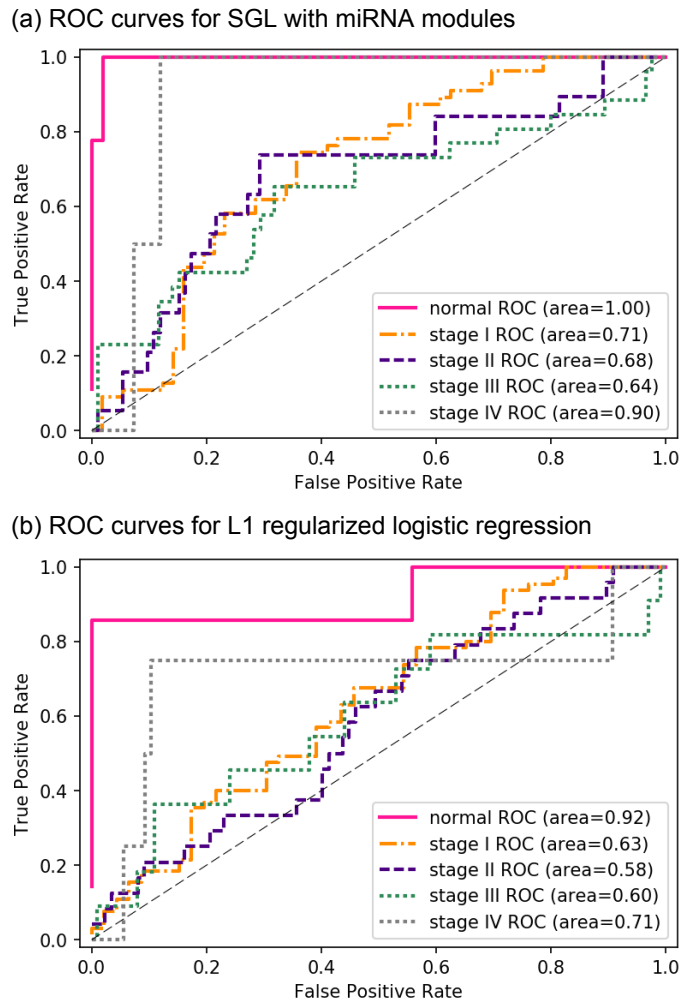 (a) ROC curves for SGL with miRNA modules
1.0
0.8
0.6
0.4
0.2
0.0
True Positive Rate
normal ROC (area=1.00)
stage I ROC (area=0.71)
stage II ROC (area=0.68)
stage III ROC (area=0.64)
stage IV ROC (area=0.90)
0.0 0.2 0.4 0.6 0.8 1.0
False Positive Rate
(b) ROC curves for L1 regularized logistic regression
1.0
0.8
0.6
0.4
0.2
0.0
True Positive Rate
normal ROC (area=0.92)
stage I ROC (area=0.63)
stage II ROC (area=0.58)
stage III ROC (area=0.60)
stage IV ROC (area=0.71)
0.0 0.2 0.4 0.6 0.8 1.0
False Positive Rate